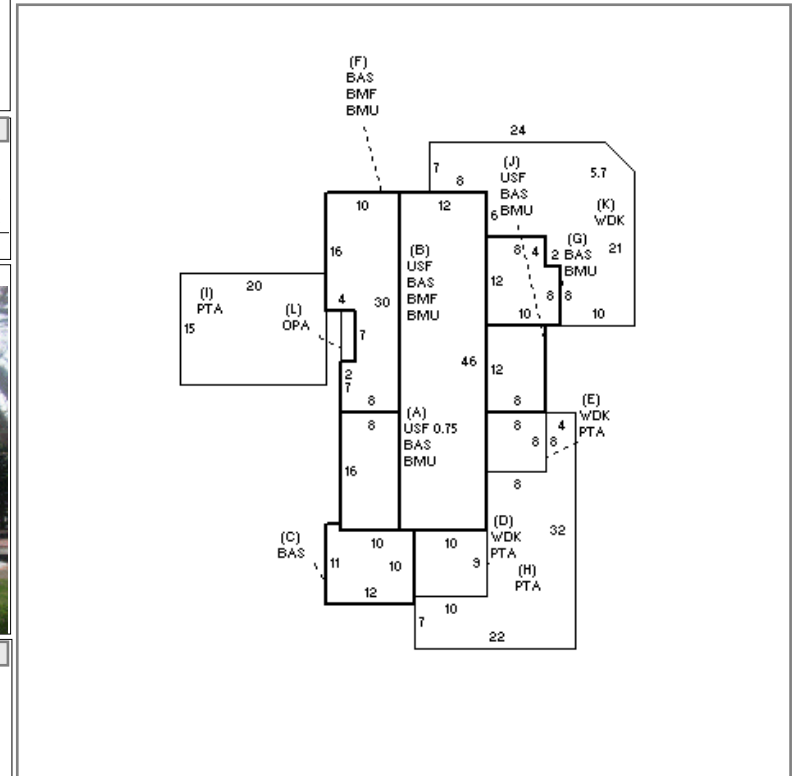 (F)
BAS
BMF
BMU
24
7
8
(J)
USF
BAS
BMU
5.7
(K)
WDK
10
12
6
16
(B)
USF
BAS
BMF
BMU
8
4
2
(G)
BAS
BMU
21
20
(I)
PTA
15
4
(L)
OPA
30
7
12
8
8
10
10
2
7
46
12
8
8
(A)
USF 0.75
BAS
BMU
8
16
8
4
8
8
(E)
WDK
PTA
8
32
(D)
WDK
PTA
(C)
BAS
10
11
10
12
10
9
(H)
PTA
10
7
22